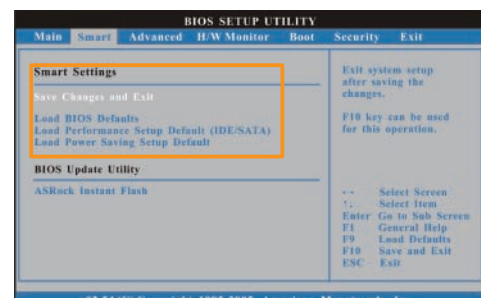 BIOS SETUP UTILITY
Main Smart Advanced H/W Monitor Boot Security Exit
Smart Settings
Save Changes and Exit
Load BIOS Defaults
Load Performance Setup Default (IDE/SATA)
Load Power Saving Setup Default
BIOS Update Utility
ASRock Instant Flash
Exit system setup
after saving the
changes.
F10 key can be used
for this operation.
Select Screen
Select Item
Enter Go to Sub Screen
F1 General Help
F9 Load Defaults
F10 Save and Exit
ESC Exit